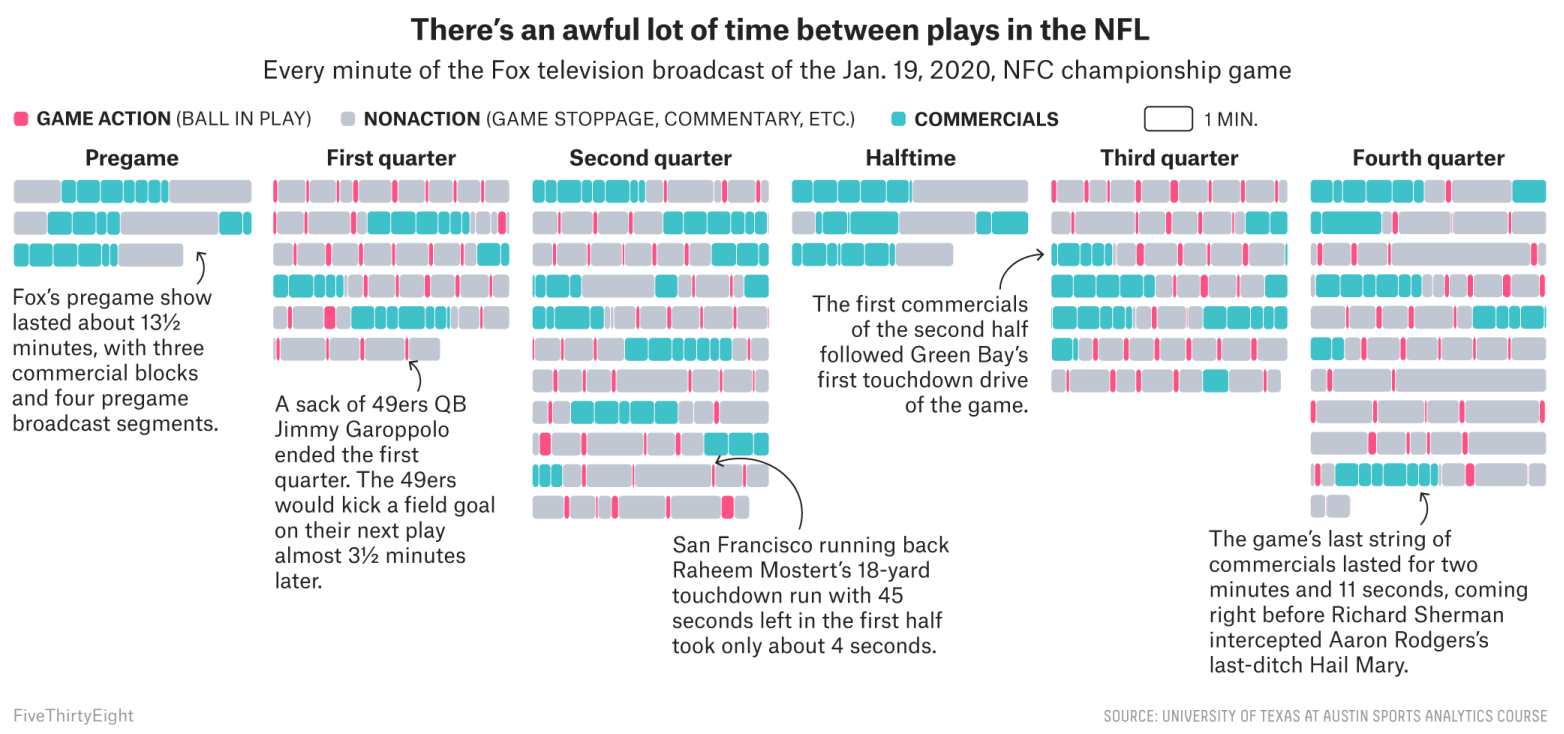 There’s an awful lot of time between plays in the NFL
Every minute of the Fox television broadcast of the Jan. 19, 2020, NFC championship game
GAME ACTION (BALL IN PLAY)
NONACTION (GAME STOPPAGE, COMMENTARY, ETC.)
COMMERCIALS
1 MIN.
Pregame
First quarter
Second quarter
Halftime
Third quarter
Fourth quarter
Fox’s pregame show
lasted about 13½
minutes, with three
commercial blocks
and four pregame
broadcast segments.
A sack of 49ers QB
Jimmy Garoppolo
ended the first
quarter. The 49ers
would kick a field goal
on their next play
almost 3½ minutes
later.
San Francisco running back
Raheem Mostert’s 18-yard
touchdown run with 45
seconds left in the first half
took only about 4 seconds.
The first commercials
of the second half
followed Green Bay’s
first touchdown drive
of the game.
The game’s last string of
commercials lasted for two
minutes and 11 seconds, coming
right before Richard Sherman
intercepted Aaron Rodgers’s
last-ditch Hail Mary.
FiveThirtyEight
SOURCE: UNIVERSITY OF TEXAS AT AUSTIN SPORTS ANALYTICS COURSE